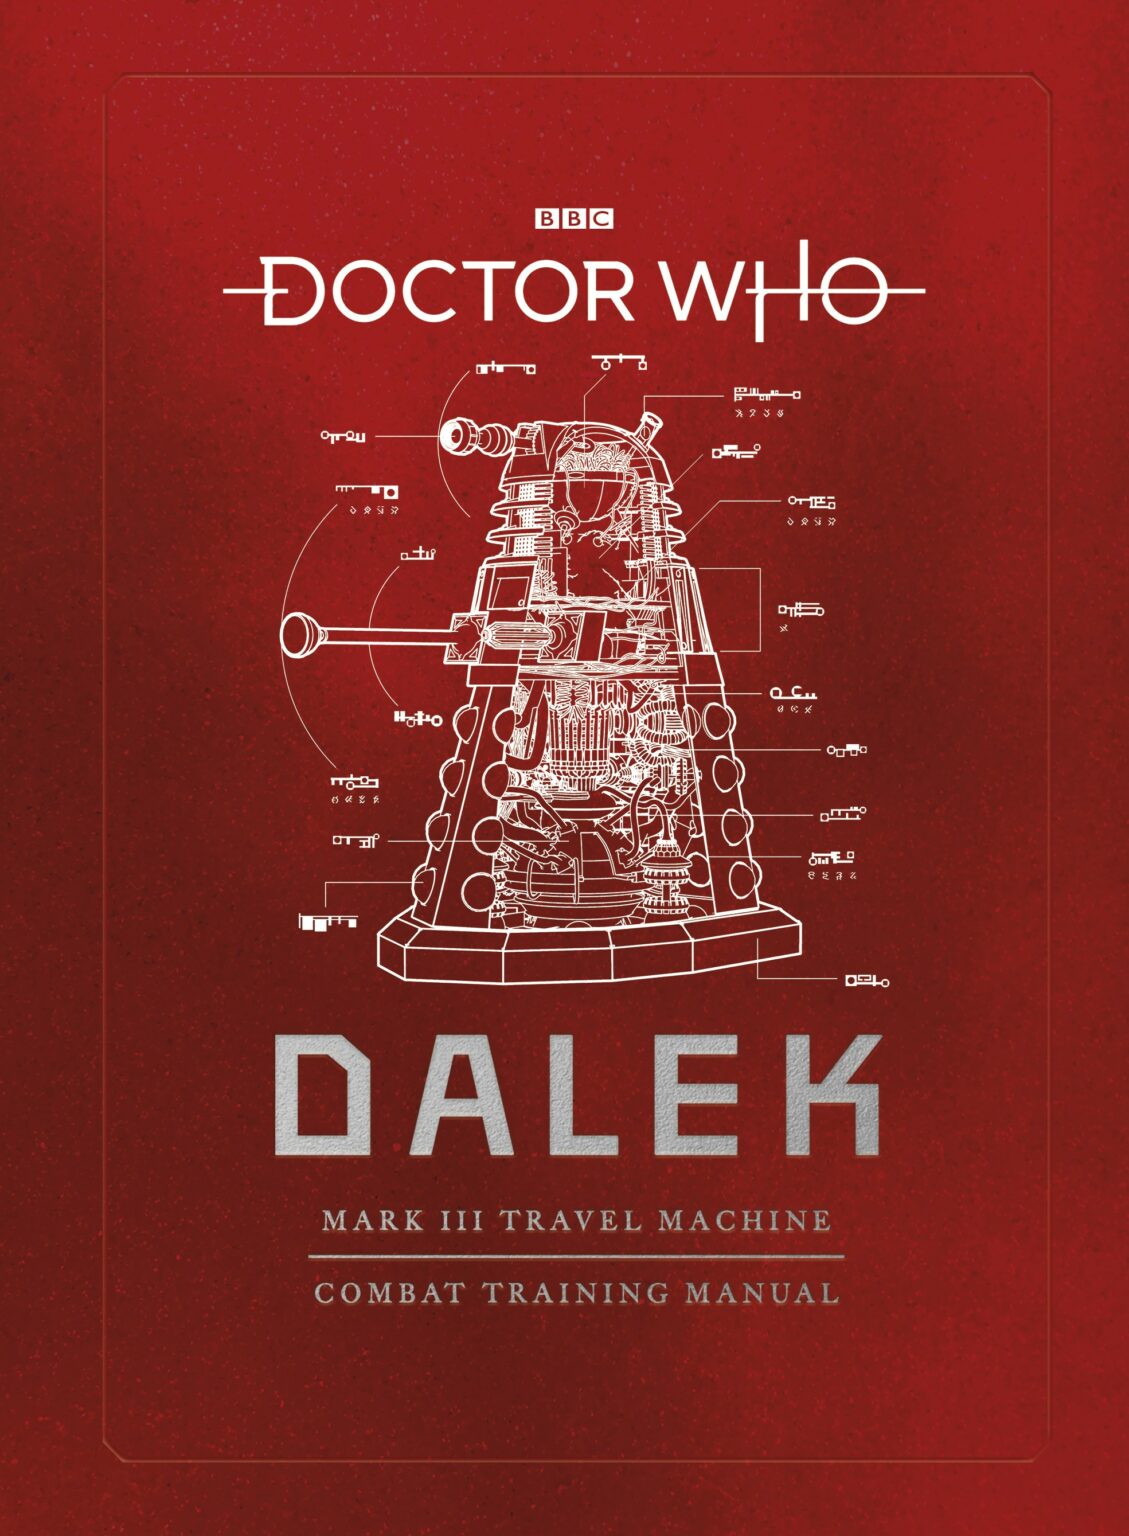 BBC
DOCTOR WHO
DALEK
MARK III TRAVEL MACHINE
COMBAT TRAINING MANUAL